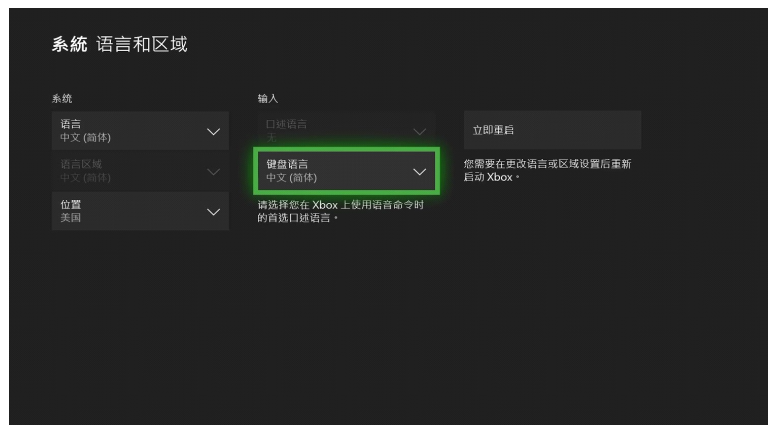 系統 语言和区域
系统
语言
中文 (简体)
语言区域
中文 (简体)
位置
美国
输入
口述语言
无
键盘语言
中文 (简体)
请选择您在 Xbox 上使用语音命令时
的首选口述语言。
立即重启
您需要在更改语言或区域设置后重新
启动 Xbox。